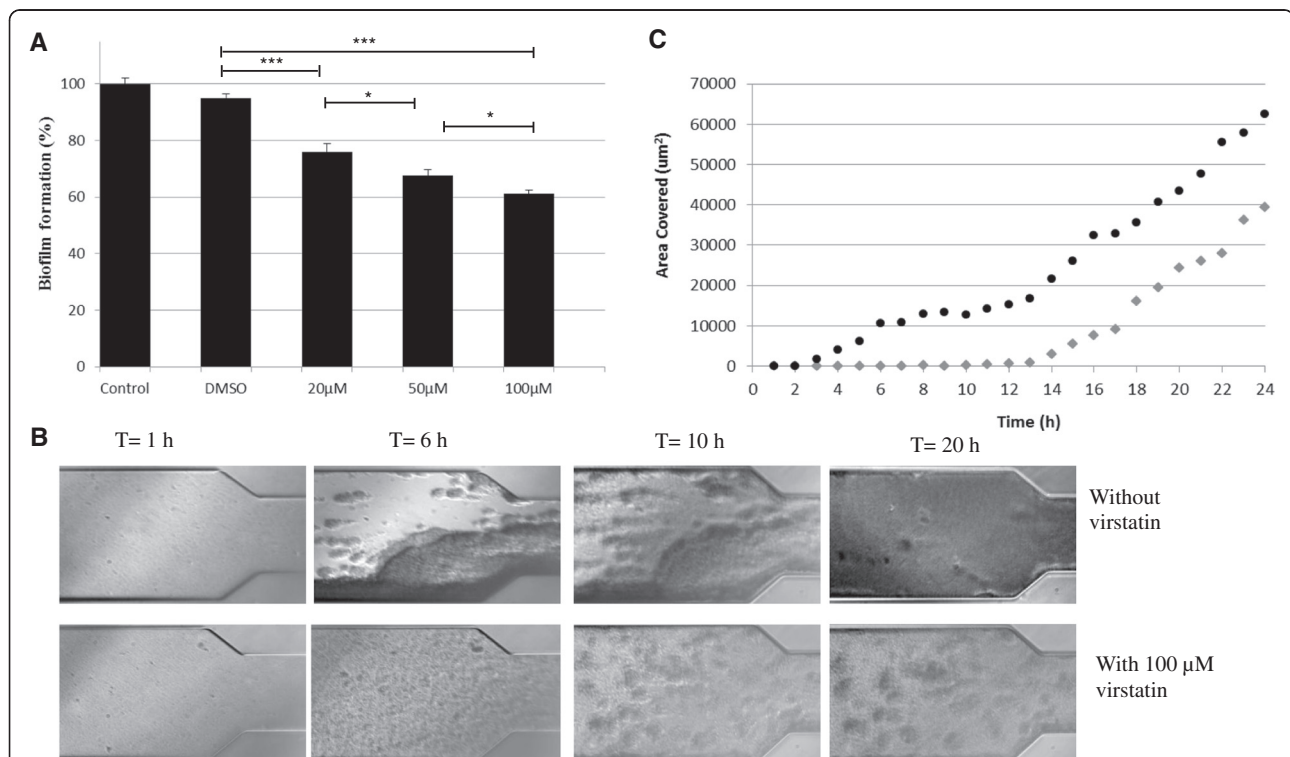 A
***
***
*
*
Biofilm formation (%)
100
80
60
40
20
0
Control DMSO 20µM 50µM 100µM
C
Area Covered (um²)
70000
60000
50000
40000
30000
20000
10000
0
0 2 4 6 8 10 12 14 16 18 20 22 24
Time (h)
B
T= 1 h T= 6 h T= 10 h T= 20 h
Without
virstatin
With 100 µM
virstatin